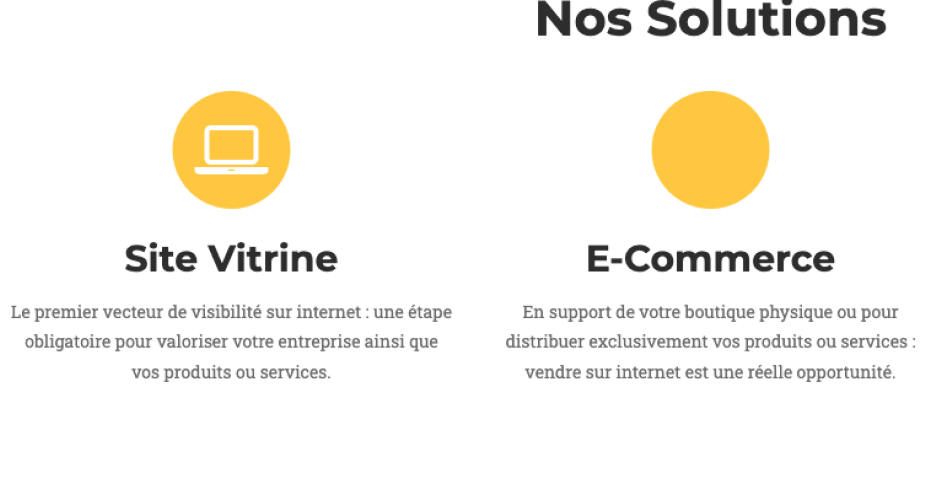 Nos Solutions
Site Vitrine
Le premier vecteur de visibilité sur internet : une étape
obligatoire pour valoriser votre entreprise ainsi que
vos produits ou services.
E-Commerce
En support de votre boutique physique ou pour
distribuer exclusivement vos produits ou services :
vendre sur internet est une réelle opportunité.